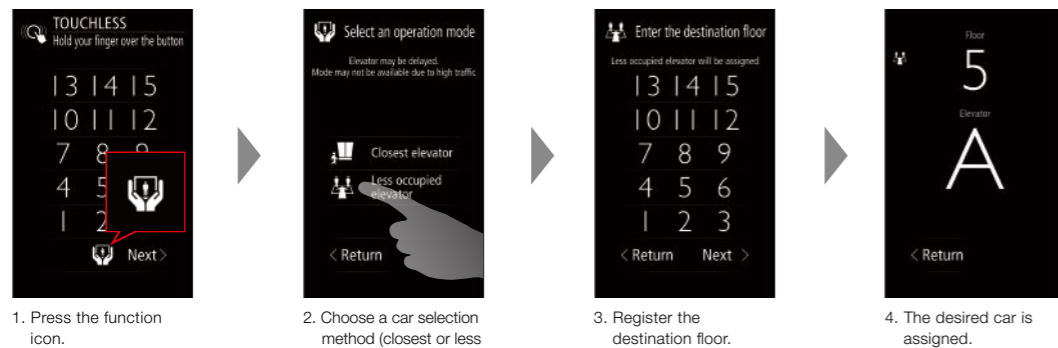 TOUCHLESS
Hold your finger over the button
13 14 15
10 11 12
7 8 9
4 5
1 2
Next >
1. Press the function
icon.
Select an operation mode
Elevator may be delayed.
Mode may not be available due to high traffic
Closest elevator
Less occupied
elevator
< Return
2. Choose a car selection
method (closest or less
Enter the destination floor
Less occupied elevator will be assigned
13 14 15
10 11 12
7 8 9
4 5 6
1 2 3
< Return Next >
3. Register the
destination floor.
Floor
5
Elevator
A
< Return
4. The desired car is
assigned.